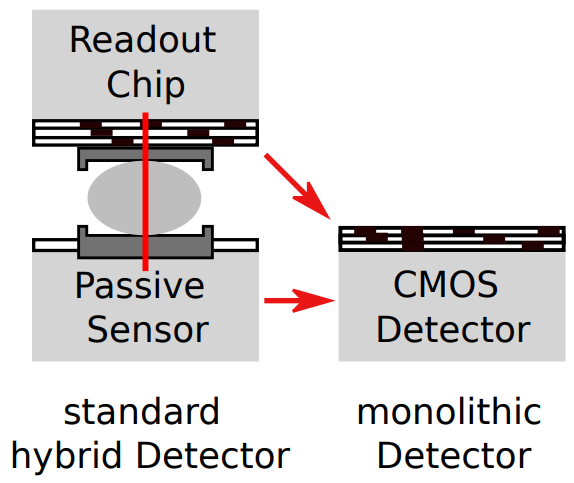 Readout
Chip
Passive
Sensor
CMOS
Detector
standard
hybrid Detector
monolithic
Detector